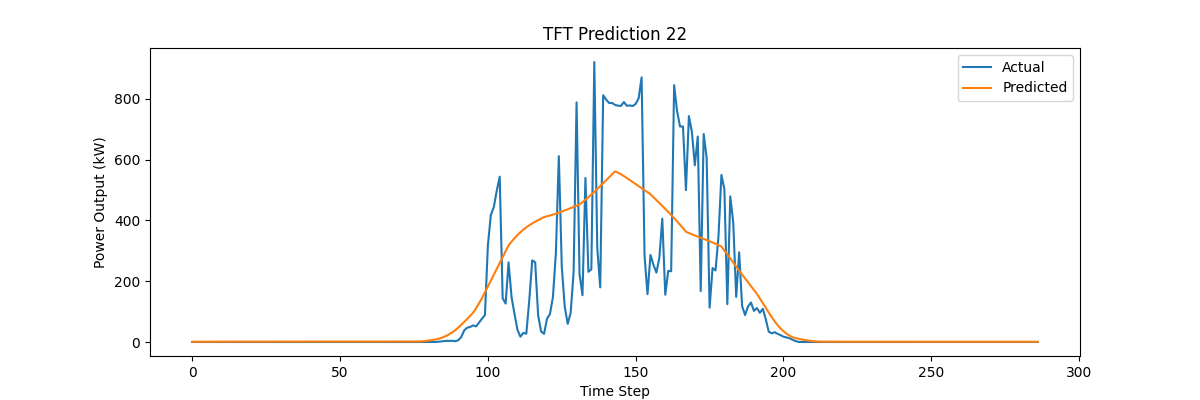 TFT Prediction 22
Actual
Predicted
Power Output (kW)
800
600
400
200
0
0 50 100 150 200 250 300
Time Step